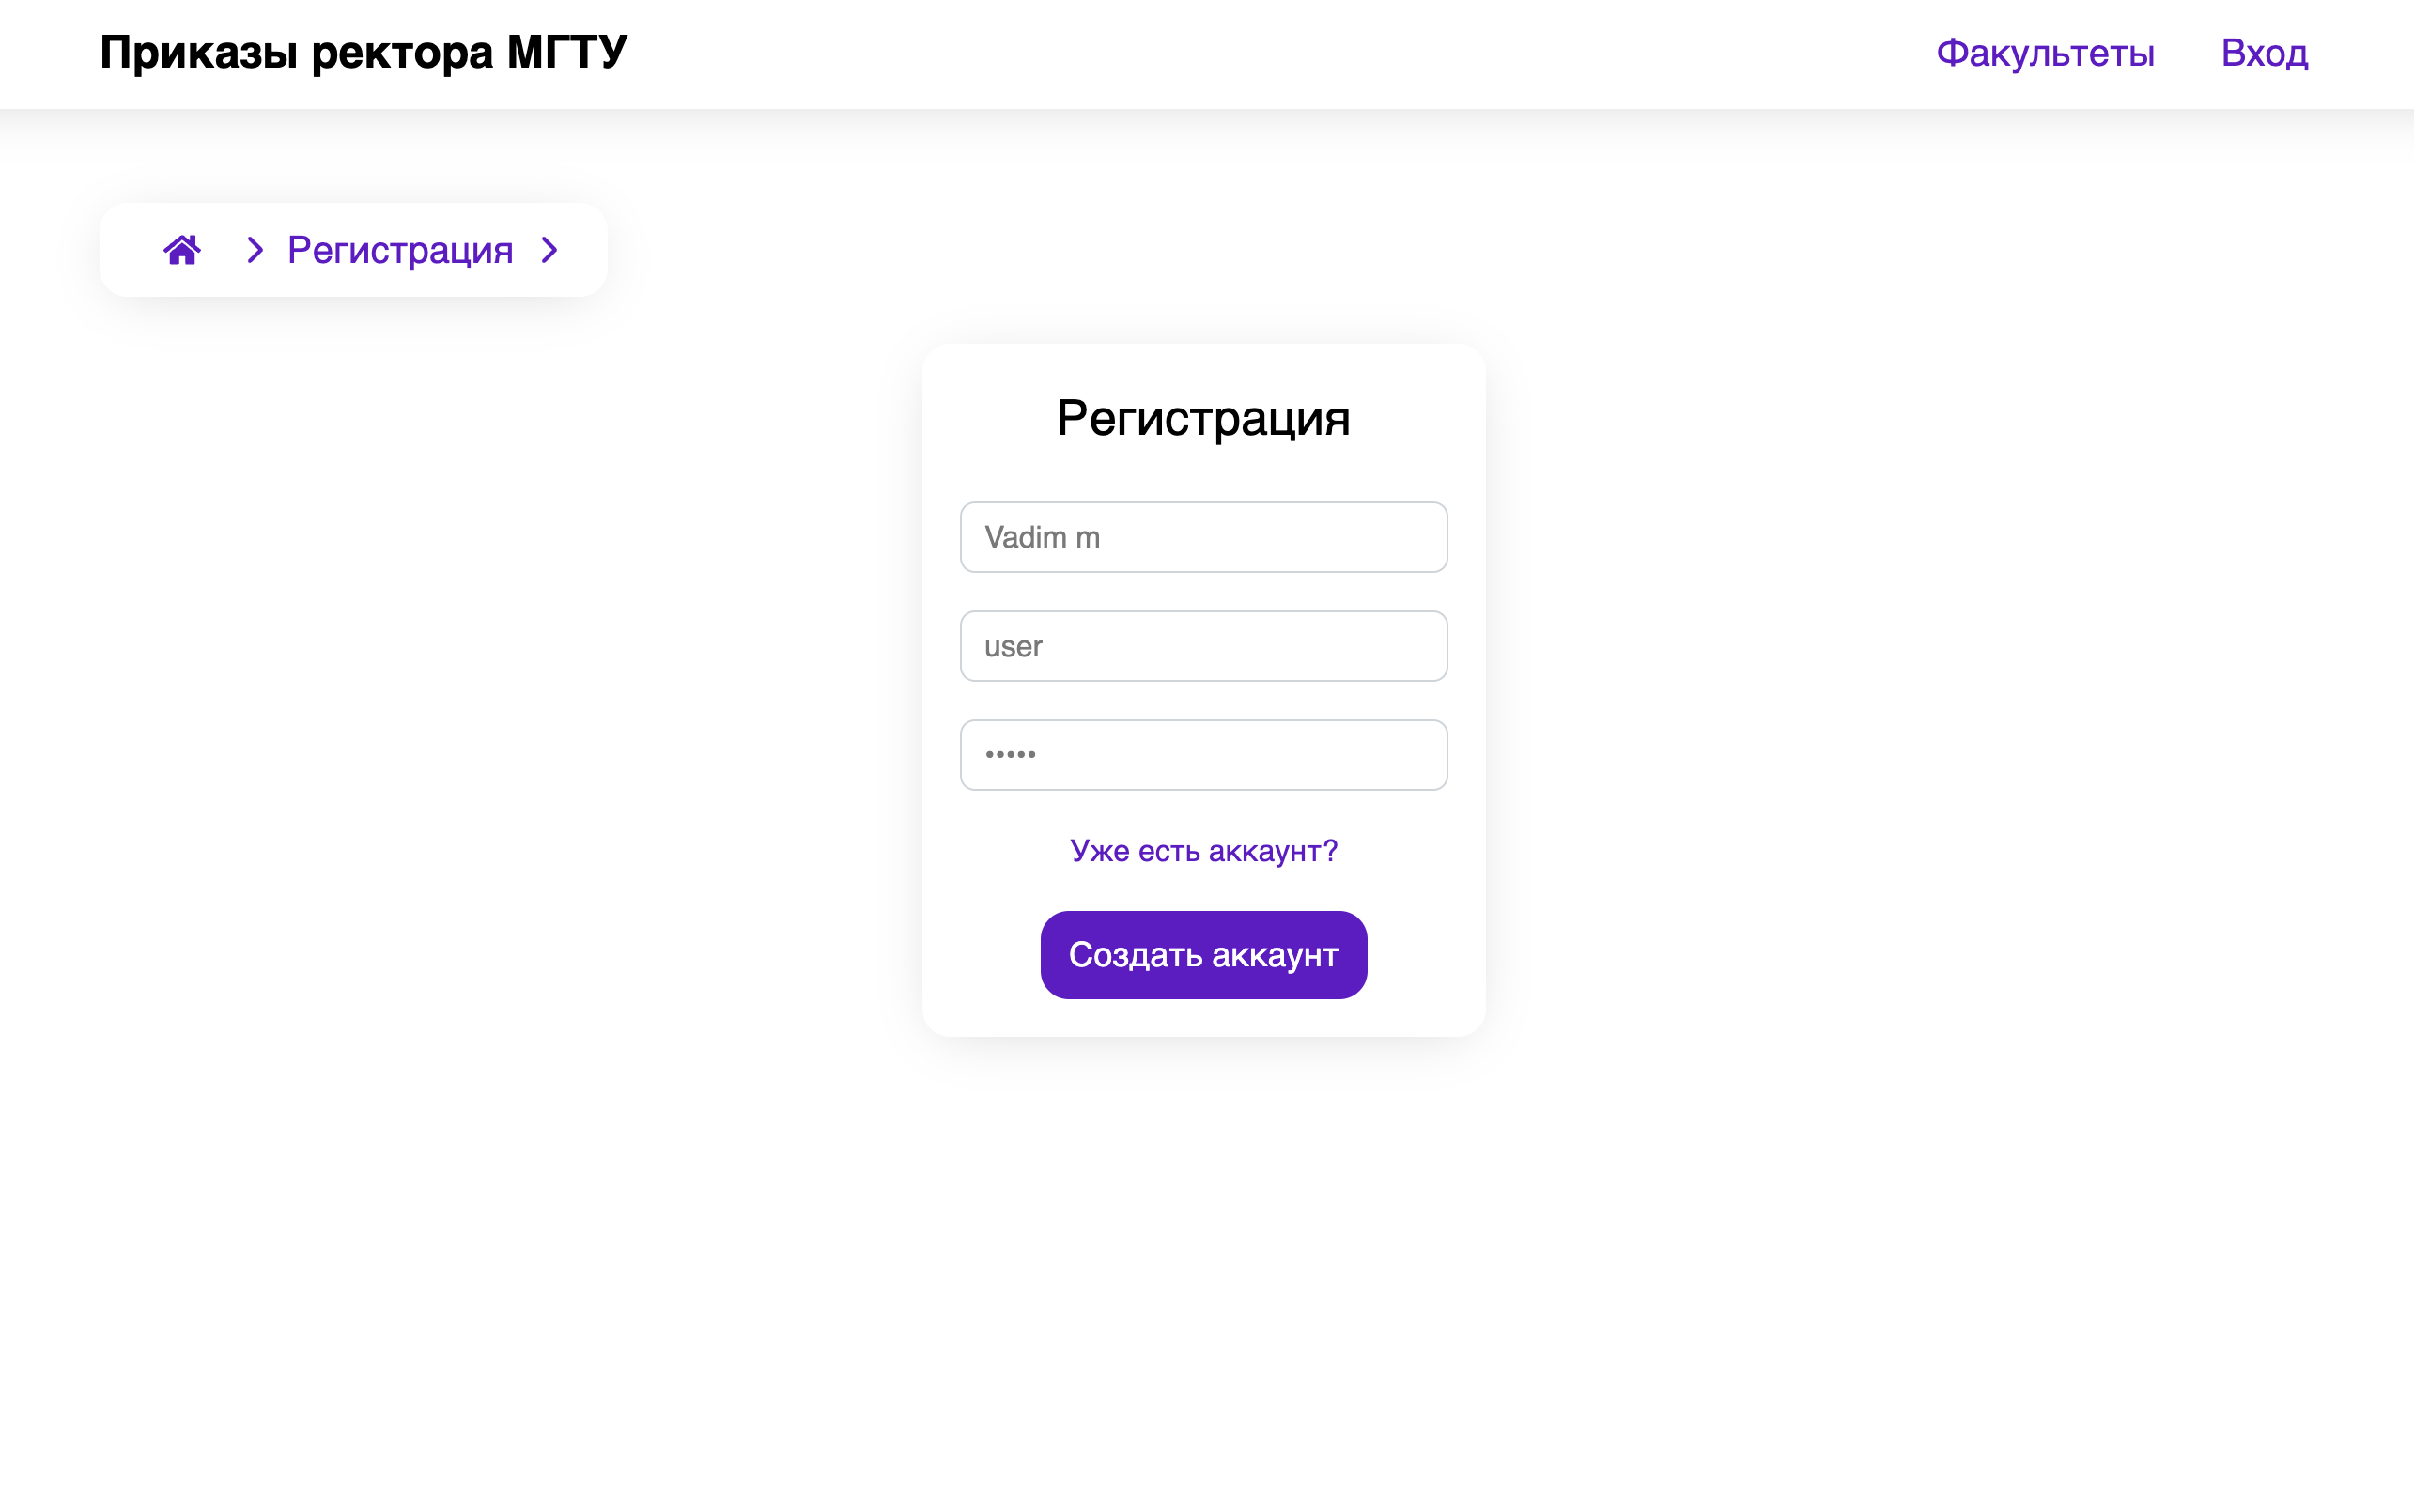 Приказы ректора МГТУ
Факультеты
Вход
Регистрация
Регистрация
Vadim m
user
•••••
Уже есть аккаунт?
Создать аккаунт